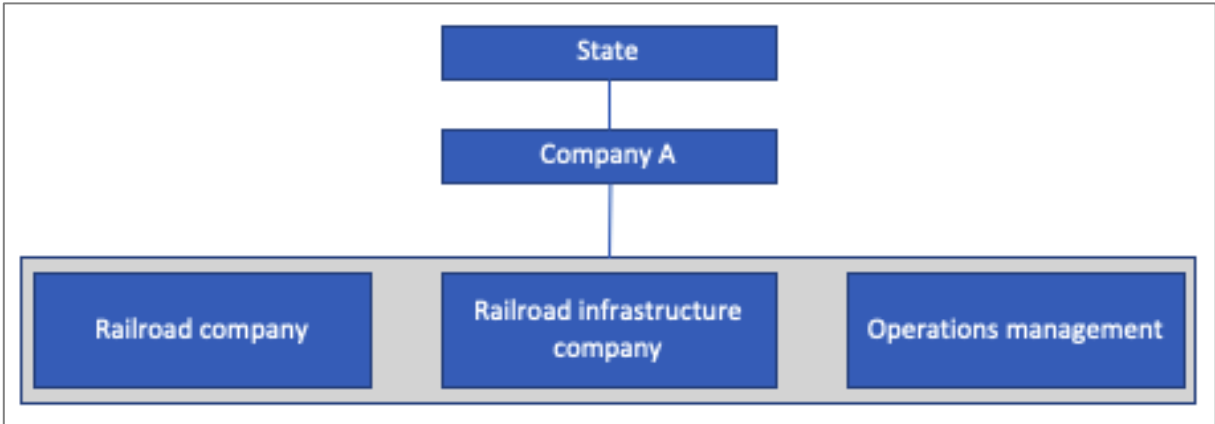 State
Company A
Railroad company
Railroad infrastructure
company
Operations management